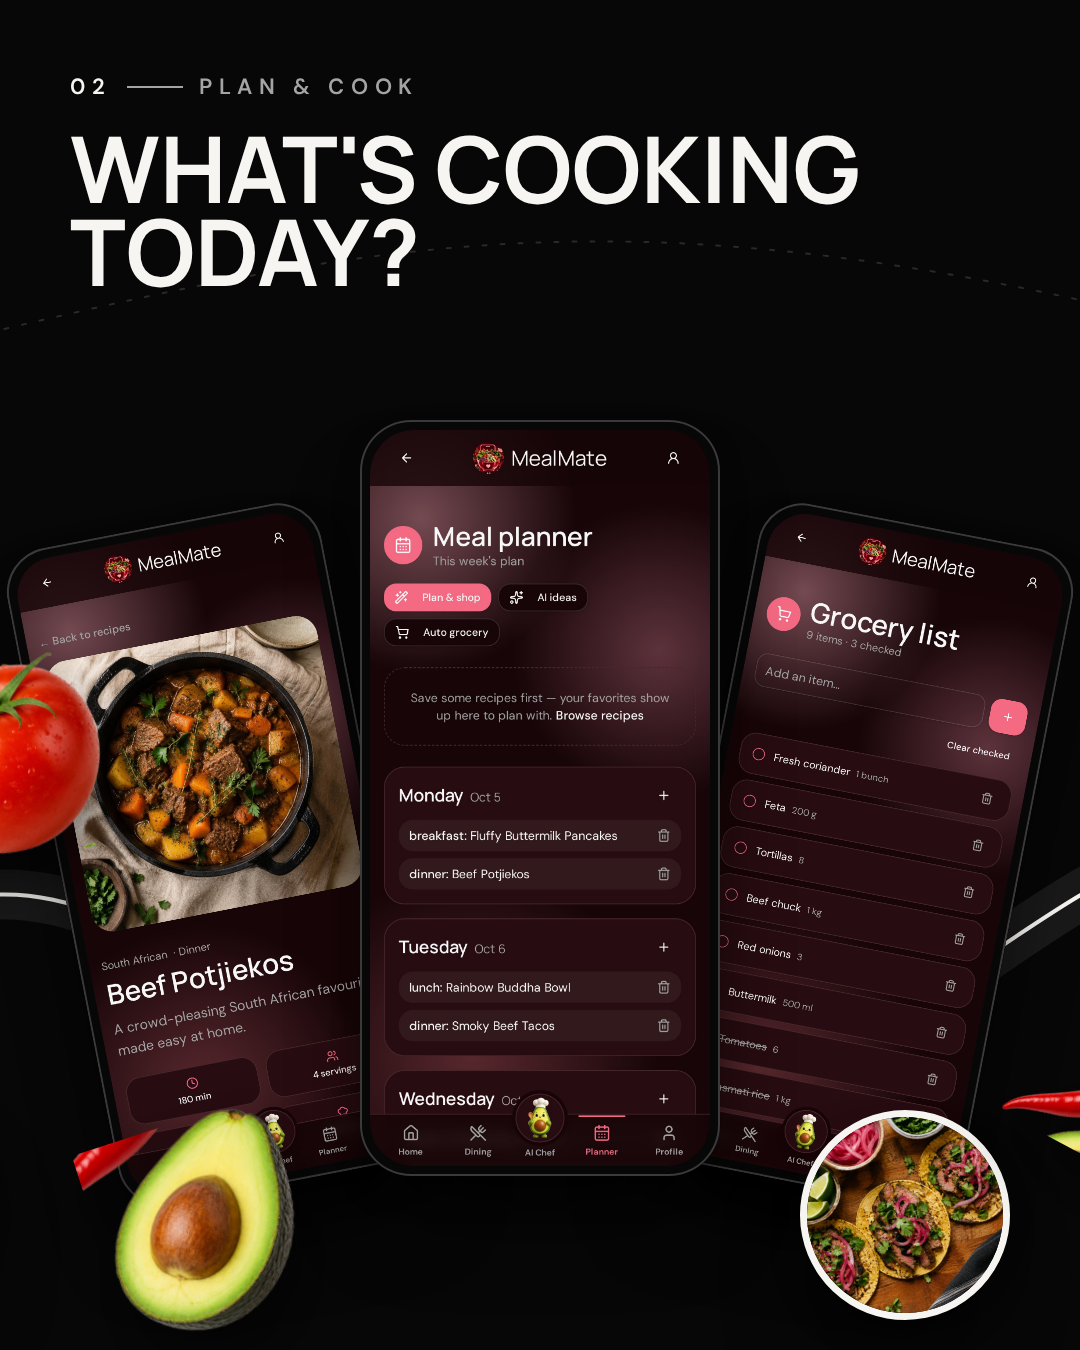 02 PLAN & COOK
WHAT'S COOKING
TODAY?
MealMate
← Back to recipes
South African · Dinner
Beef Potjiekos
A crowd-pleasing South African favouri
made easy at home.
180 min
4 servings
Planner
MealMate
Meal planner
This week's plan
Plan & shop
AI ideas
Auto grocery
Save some recipes first — your favorites show
up here to plan with. Browse recipes
Monday Oct 5
breakfast: Fluffy Buttermilk Pancakes
dinner: Beef Potjiekos
Tuesday Oct 6
lunch: Rainbow Buddha Bowl
dinner: Smoky Beef Tacos
Wednesday Oct
Home
Dining
AI Chef
Planner
Profile
MealMate
Grocery list
9 items · 3 checked
Add an item...
Clear checked
Fresh coriander 1 bunch
Feta 200 g
Tortillas 8
Beef chuck 1 kg
Red onions 3
Buttermilk 500 ml
Tomatoes 6
smati rice 1 kg
Dining
AI Chef